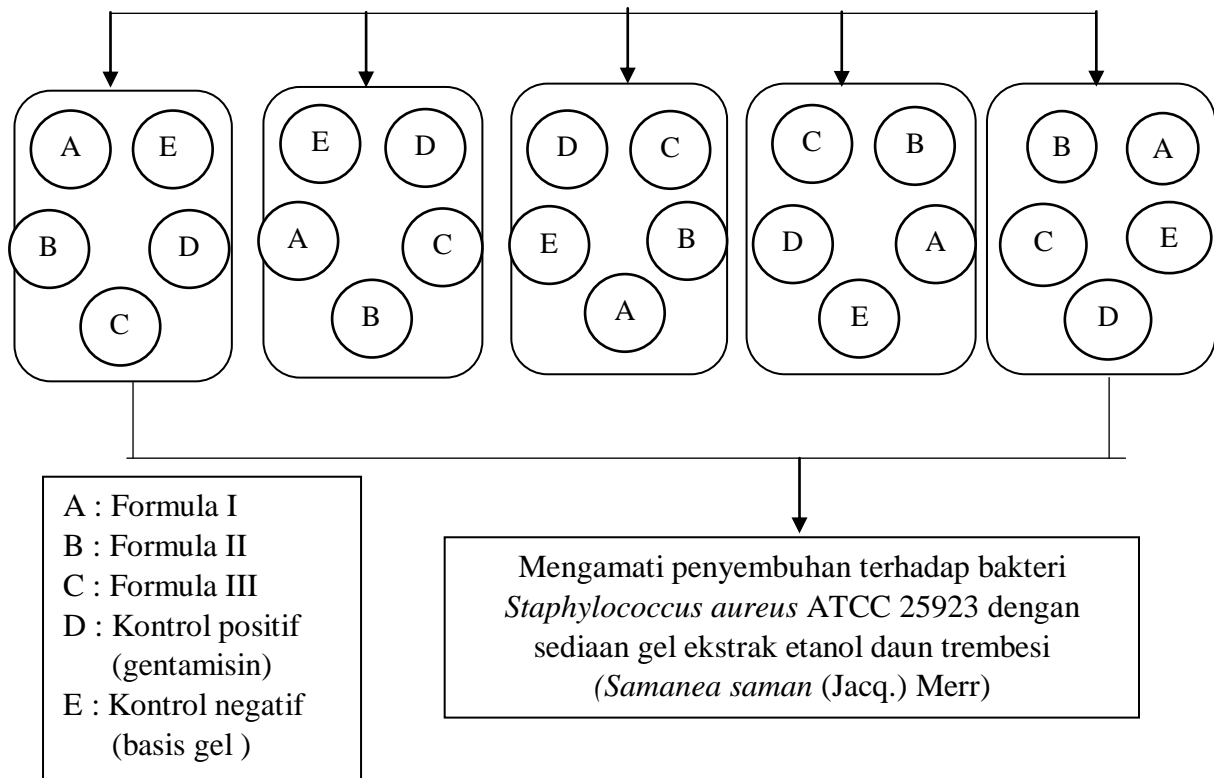 A E
B D
C
E D
A C
B
D C
E B
A
C B
D A
E
B A
C E
D
A : Formula I
B : Formula II
C : Formula III
D : Kontrol positif
(gentamisin)
E : Kontrol negatif
(basis gel )
Mengamati penyembuhan terhadap bakteri
Staphylococcus aureus ATCC 25923 dengan
sediaan gel ekstrak etanol daun trembesi
(Samanea saman (Jacq.) Merr)